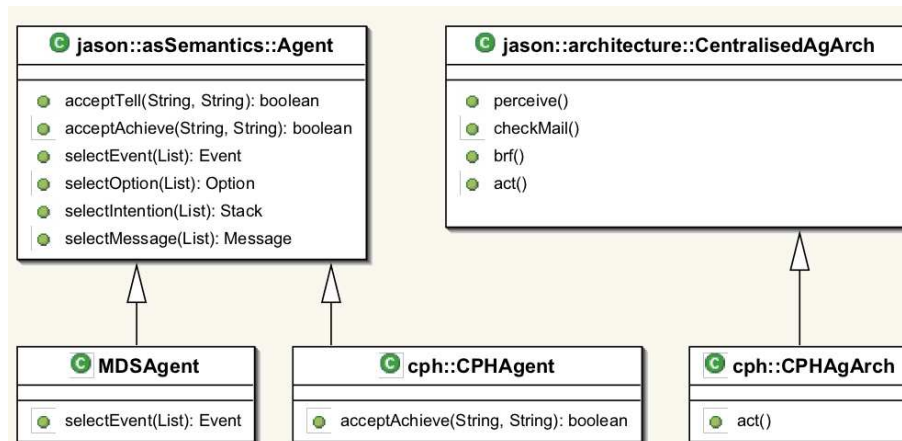 C jason::asSemantics::Agent
acceptTell(String, String): boolean
acceptAchieve(String, String): boolean
selectEvent(List): Event
selectOption(List): Option
selectIntention(List): Stack
selectMessage(List): Message
C jason::architecture::CentralisedAgArch
perceive()
checkMail()
brf()
act()
C MDSAgent
selectEvent(List): Event
C cph::CPHAgent
acceptAchieve(String, String): boolean
C cph::CPHAgArch
act()